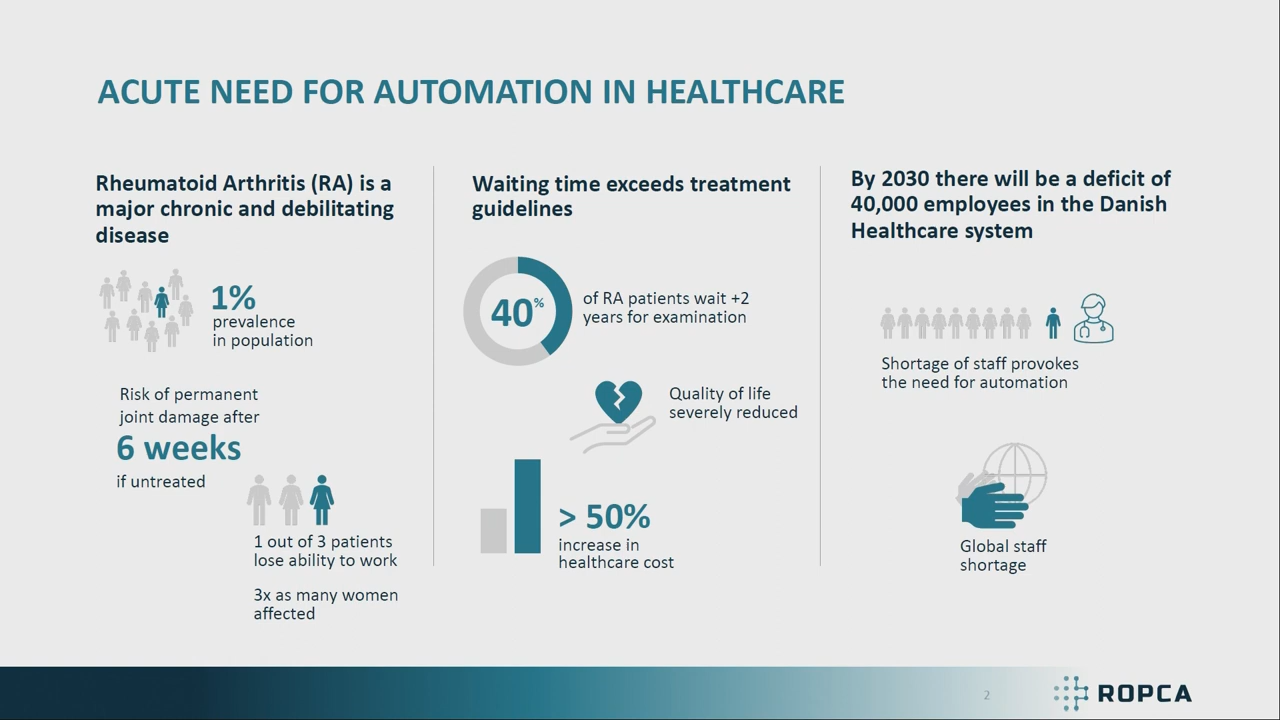 ACUTE NEED FOR AUTOMATION IN HEALTHCARE
Rheumatoid Arthritis (RA) is a
major chronic and debilitating
disease
1%
prevalence
in population
Risk of permanent
joint damage after
6 weeks
if untreated
1 out of 3 patients
lose ability to work
3x as many women
affected
Waiting time exceeds treatment
guidelines
40%
of RA patients wait +2
years for examination
Quality of life
severely reduced
> 50%
increase in
healthcare cost
By 2030 there will be a deficit of
40,000 employees in the Danish
Healthcare system
Shortage of staff provokes
the need for automation
Global staff
shortage
2
ROPCA